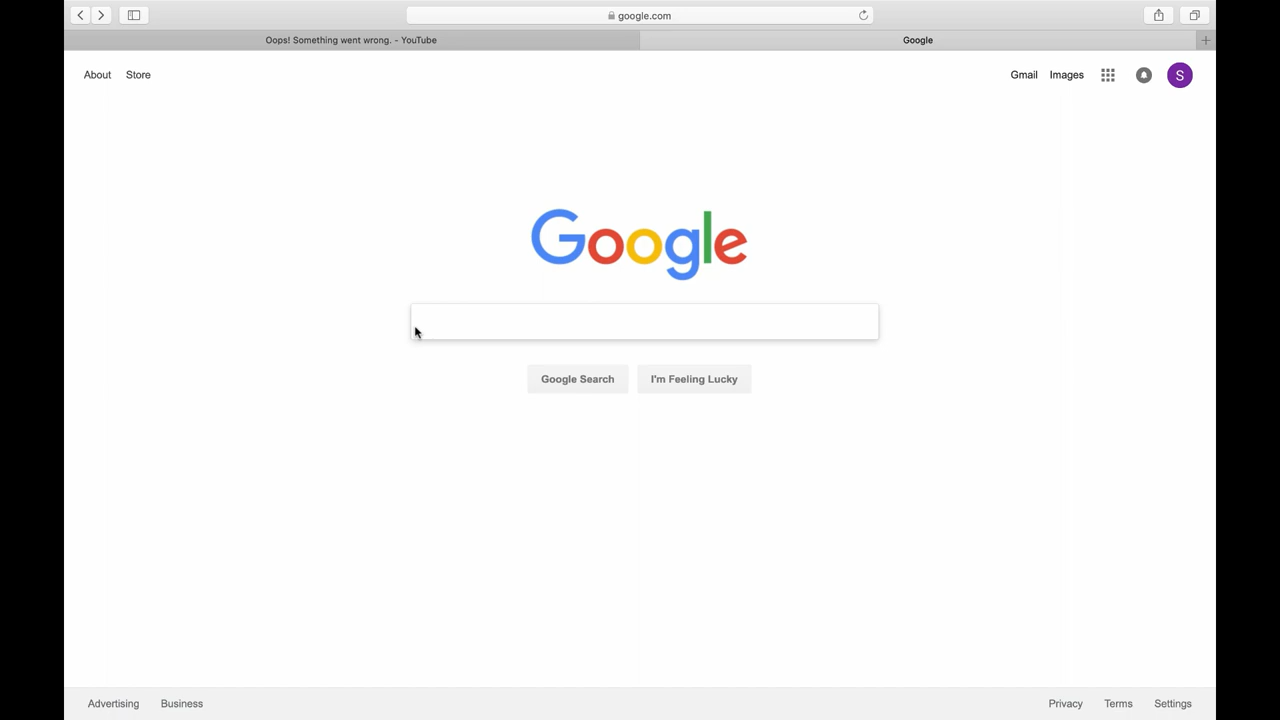 google.com
Oops! Something went wrong. - YouTube
Google
About Store
Gmail Images
S
Google
Google Search I'm Feeling Lucky
Advertising Business
Privacy Terms Settings